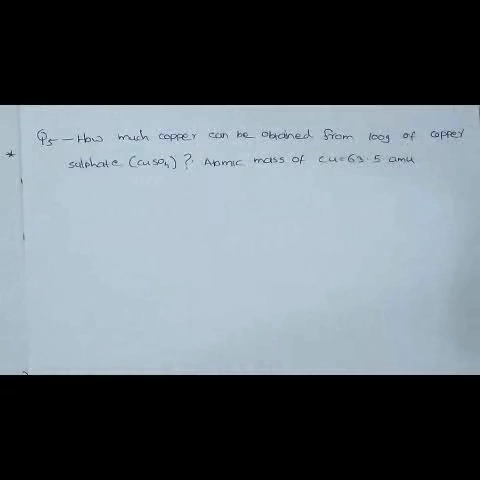 Q5 - How much copper can be obtained from 100g of copper
* sulphate (CuSO4)? Atomic mass of Cu=63.5 amu